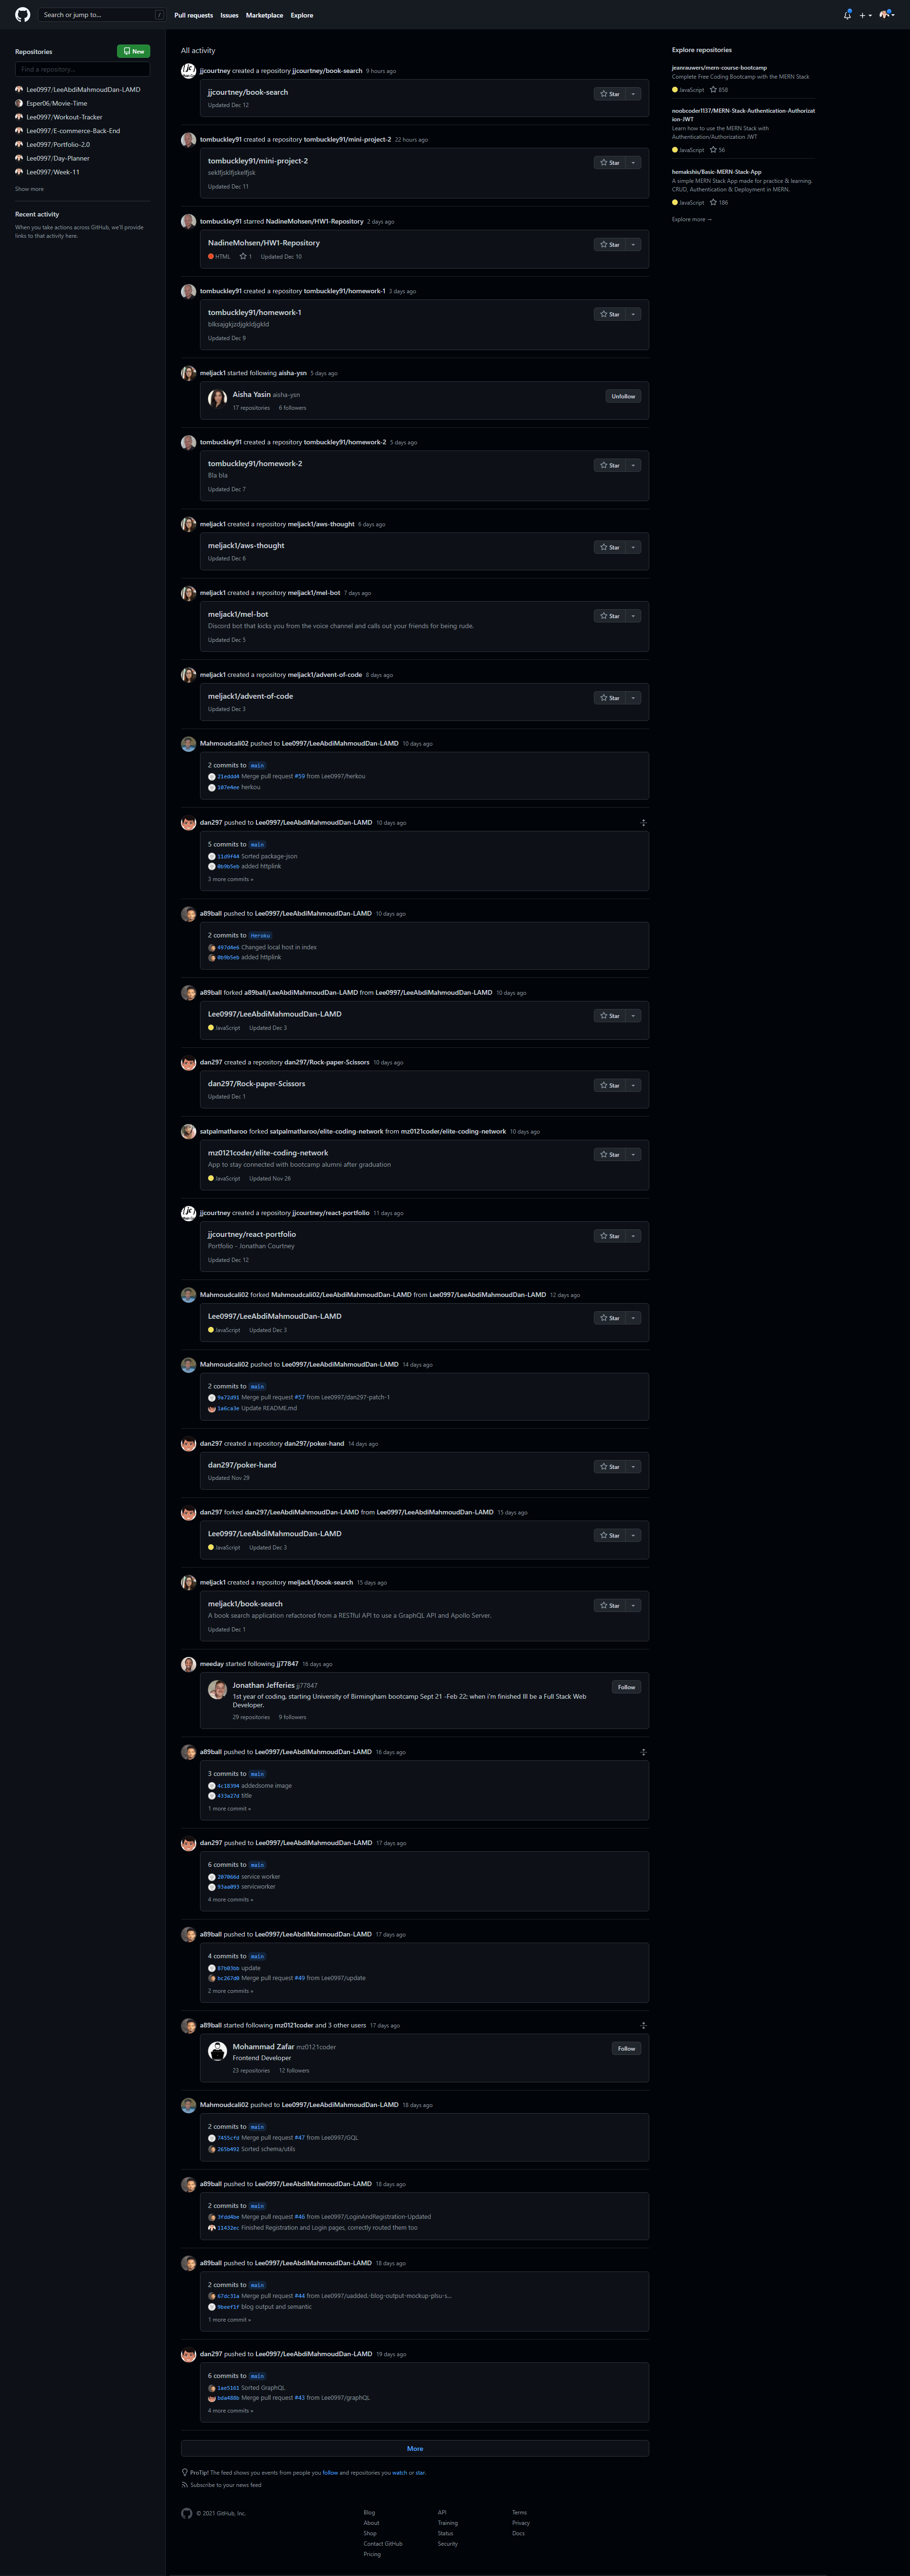 Search or jump to...
/
Pull requests Issues Marketplace Explore
Repositories
New
Find a repository...
Lee0997/LeeAbdiMahmoudDan-LAMD
Esper06/Movie-Time
Lee0997/Workout-Tracker
Lee0997/E-commerce-Back-End
Lee0997/Portfolio-2.0
Lee0997/Day-Planner
Lee0997/Week-11
Show more
Recent activity
When you take actions across GitHub, we'll provide
links to that activity here.
All activity
jjcourtney created a repository jjcourtney/book-search 9 hours ago
jjcourtney/book-search
Star
Updated Dec 12
tombuckley91 created a repository tombuckley91/mini-project-2 22 hours ago
tombuckley91/mini-project-2
Star
seklfjsklfjskelfjsk
Updated Dec 11
tombuckley91 starred NadineMohsen/HW1-Repository 2 days ago
NadineMohsen/HW1-Repository
Star
HTML 1 Updated Dec 10
tombuckley91 created a repository tombuckley91/homework-1 3 days ago
tombuckley91/homework-1
Star
blksajgkjzdjgkldjgkld
Updated Dec 9
meljack1 started following aisha-ysn 5 days ago
Aisha Yasin aisha-ysn
Unfollow
17 repositories 6 followers
tombuckley91 created a repository tombuckley91/homework-2 5 days ago
tombuckley91/homework-2
Star
Bla bla
Updated Dec 7
meljack1 created a repository meljack1/aws-thought 6 days ago
meljack1/aws-thought
Star
Updated Dec 6
meljack1 created a repository meljack1/mel-bot 7 days ago
meljack1/mel-bot
Star
Discord bot that kicks you from the voice channel and calls out your friends for being rude.
Updated Dec 5
meljack1 created a repository meljack1/advent-of-code 8 days ago
meljack1/advent-of-code
Star
Updated Dec 3
Mahmoudcali02 pushed to Lee0997/LeeAbdiMahmoudDan-LAMD 10 days ago
2 commits to main
21eddd4 Merge pull request #59 from Lee0997/herkou
107e4ee herkou
dan297 pushed to Lee0997/LeeAbdiMahmoudDan-LAMD 10 days ago
5 commits to main
11d9f44 Sorted package-json
0b9b5eb added httplink
3 more commits »
a89ball pushed to Lee0997/LeeAbdiMahmoudDan-LAMD 10 days ago
2 commits to Heroku
497d4e6 Changed local host in index
0b9b5eb added httplink
a89ball forked a89ball/LeeAbdiMahmoudDan-LAMD from Lee0997/LeeAbdiMahmoudDan-LAMD 10 days ago
Lee0997/LeeAbdiMahmoudDan-LAMD
Star
JavaScript Updated Dec 3
dan297 created a repository dan297/Rock-paper-Scissors 10 days ago
dan297/Rock-paper-Scissors
Star
Updated Dec 1
satpalmatharoo forked satpalmatharoo/elite-coding-network from mz0121coder/elite-coding-network 10 days ago
mz0121coder/elite-coding-network
Star
App to stay connected with bootcamp alumni after graduation
JavaScript Updated Nov 28
jjcourtney created a repository jjcourtney/react-portfolio 11 days ago
jjcourtney/react-portfolio
Star
Portfolio - Jonathan Courtney
Updated Dec 12
Mahmoudcali02 forked Mahmoudcali02/LeeAbdiMahmoudDan-LAMD from Lee0997/LeeAbdiMahmoudDan-LAMD 12 days ago
Lee0997/LeeAbdiMahmoudDan-LAMD
Star
JavaScript Updated Dec 3
Mahmoudcali02 pushed to Lee0997/LeeAbdiMahmoudDan-LAMD 14 days ago
2 commits to main
9e72d91 Merge pull request #57 from Lee0997/dan297-patch-1
1a6ca3e Update README.md
dan297 created a repository dan297/poker-hand 14 days ago
dan297/poker-hand
Star
Updated Nov 29
dan297 forked dan297/LeeAbdiMahmoudDan-LAMD from Lee0997/LeeAbdiMahmoudDan-LAMD 15 days ago
Lee0997/LeeAbdiMahmoudDan-LAMD
Star
JavaScript Updated Dec 3
meljack1 created a repository meljack1/book-search 15 days ago
meljack1/book-search
Star
A book search application refactored from a RESTful API to use a GraphQL API and Apollo Server.
Updated Dec 1
meeday started following jj77847 16 days ago
Jonathan Jefferies jj77847
Follow
1st year of coding, starting University of Birmingham bootcamp Sept 21 -Feb 22; when i'm finished Ill be a Full Stack Web
Developer.
29 repositories 9 followers
a89ball pushed to Lee0997/LeeAbdiMahmoudDan-LAMD 16 days ago
3 commits to main
4c18394 addedsome image
433a27d title
1 more commit »
dan297 pushed to Lee0997/LeeAbdiMahmoudDan-LAMD 17 days ago
6 commits to main
207066d service worker
93aa093 servicworker
4 more commits »
a89ball pushed to Lee0997/LeeAbdiMahmoudDan-LAMD 17 days ago
4 commits to main
87b83bb update
bc267d0 Merge pull request #49 from Lee0997/update
2 more commits »
a89ball started following mz0121coder and 3 other users 17 days ago
Mohammad Zafar mz0121coder
Follow
Frontend Developer
23 repositories 12 followers
Mahmoudcali02 pushed to Lee0997/LeeAbdiMahmoudDan-LAMD 18 days ago
2 commits to main
7455cfd Merge pull request #47 from Lee0997/GQL
265b492 Sorted schema/utils
a89ball pushed to Lee0997/LeeAbdiMahmoudDan-LAMD 18 days ago
2 commits to main
3fdd4be Merge pull request #46 from Lee0997/LoginAndRegistration-Updated
11432ec Finished Registration and Login pages, correctly routed them too
a89ball pushed to Lee0997/LeeAbdiMahmoudDan-LAMD 18 days ago
2 commits to main
67dc31a Merge pull request #44 from Lee0997/uadded.-blog-output-mockup-plsu-s...
9beef1f blog output and semantic
1 more commit »
dan297 pushed to Lee0997/LeeAbdiMahmoudDan-LAMD 19 days ago
6 commits to main
1ae5161 Sorted GraphQL
bda488b Merge pull request #43 from Lee0997/graphQL
4 more commits »
More
ProTip! The feed shows you events from people you follow and repositories you watch or star.
Subscribe to your news feed
Explore repositories
jeanrauwers/mern-course-bootcamp
Complete Free Coding Bootcamp with the MERN Stack
JavaScript 858
noobcoder1137/MERN-Stack-Authentication-Authorizat
ion-JWT
Learn how to use the MERN Stack with
Authentication/Authorization JWT
JavaScript 56
hemakshis/Basic-MERN-Stack-App
A simple MERN Stack App made for practice & learning.
CRUD, Authentication & Deployment in MERN.
JavaScript 186
Explore more →
© 2021 GitHub, Inc.
Blog
About
Shop
Contact GitHub
Pricing
API
Training
Status
Security
Terms
Privacy
Docs